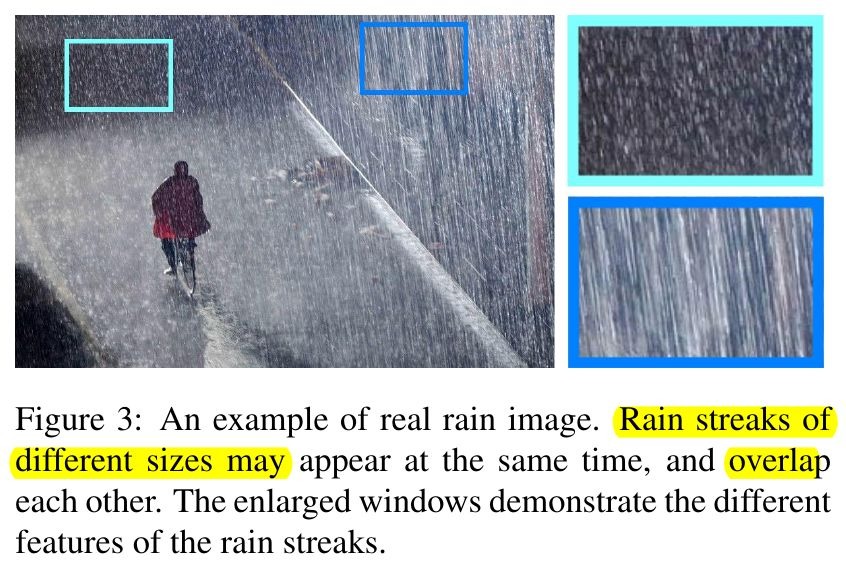 Figure 3: An example of real rain image. Rain streaks of
different sizes may appear at the same time, and overlap
each other. The enlarged windows demonstrate the different
features of the rain streaks.